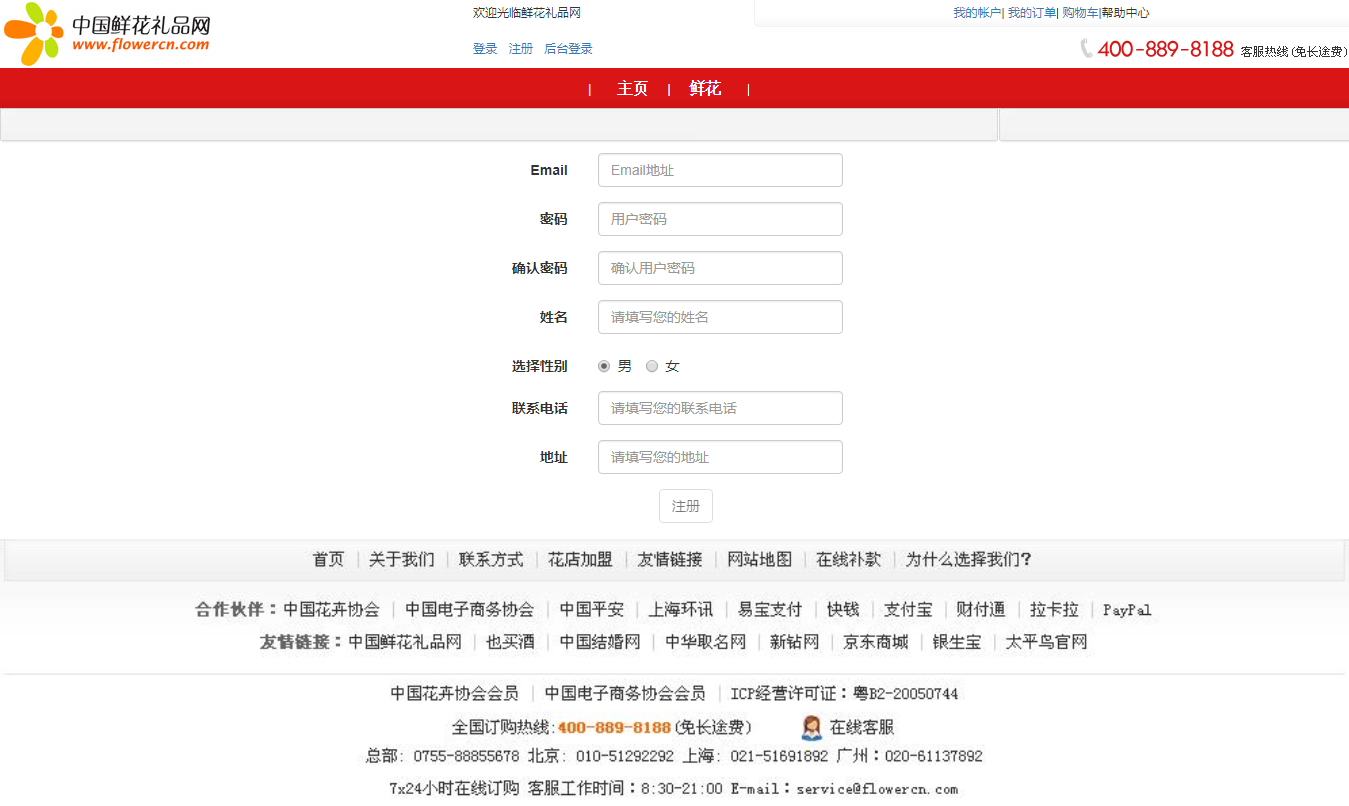 中国鲜花礼品网
www.flowercn.com
欢迎光临鲜花礼品网
登录 注册 后台登录
我的帐户| 我的订单| 购物车|帮助中心
400-889-8188 客服热线(免长途费)
| 主页 | 鲜花 |
Email Email地址
密码 用户密码
确认密码 确认用户密码
姓名 请填写您的姓名
选择性别 男 女
联系电话 请填写您的联系电话
地址 请填写您的地址
注册
首页 | 关于我们 | 联系方式 | 花店加盟 | 友情链接 | 网站地图 | 在线补款 | 为什么选择我们?
合作伙伴：中国花卉协会 | 中国电子商务协会 | 中国平安 | 上海环讯 | 易宝支付 | 快钱 | 支付宝 | 财付通 | 拉卡拉 | PayPal
友情链接：中国鲜花礼品网 | 也买酒 | 中国结婚网 | 中华取名网 | 新钻网 | 京东商城 | 银生宝 | 太平鸟官网
中国花卉协会会员 | 中国电子商务协会会员 | ICP经营许可证：粤B2-20050744
全国订购热线:400-889-8188(免长途费) 在线客服
总部: 0755-88855678 北京: 010-51292292 上海: 021-51691892 广州：020-61137892
7x24小时在线订购 客服工作时间：8:30-21:00 E-mail：service@flowercn.com